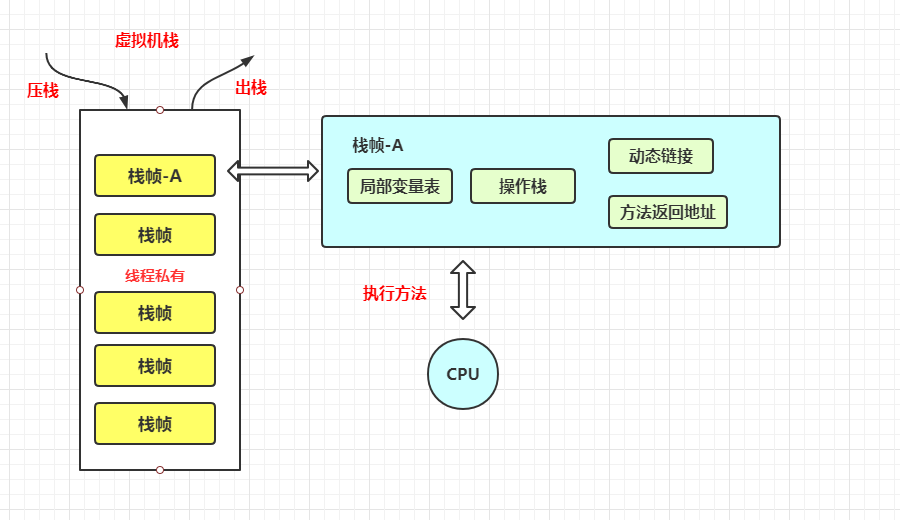 虚拟机栈
压栈
出栈
栈帧-A
栈帧
线程私有
栈帧
栈帧
栈帧
栈帧-A
局部变量表
操作栈
动态链接
方法返回地址
执行方法
CPU